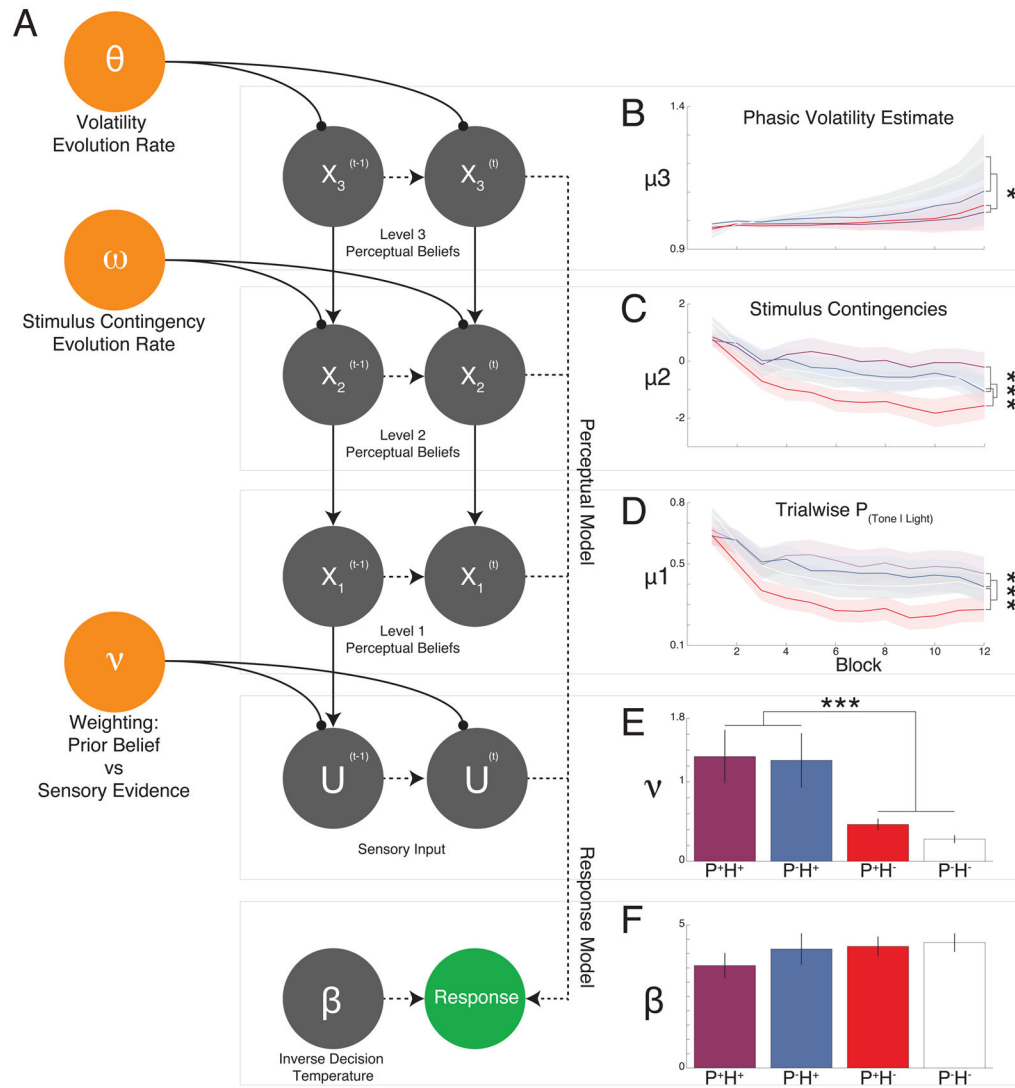 A
θ
Volatility
Evolution Rate
ω
Stimulus Contingency
Evolution Rate
ν
Weighting:
Prior Belief
vs
Sensory Evidence
X3 (t-1)
X3 (t)
Level 3
Perceptual Beliefs
X2 (t-1)
X2 (t)
Level 2
Perceptual Beliefs
X1 (t-1)
X1 (t)
Level 1
Perceptual Beliefs
U (t-1)
U (t)
Sensory Input
Perceptual Model
Response Model
β
Response
Inverse Decision
Temperature
B
Phasic Volatility Estimate
μ3
1.4
0.9
*
C
Stimulus Contingencies
μ2
2
0
-2
****
D
Trialwise P(Tone | Light)
μ1
0.8
0.5
0.1
2 4 6 8 10 12
Block
***
E
ν
1.8
1
0
***
P+H+ P-H+ P+H- P-H-
F
β
5
0
P+H+ P-H+ P+H- P-H-